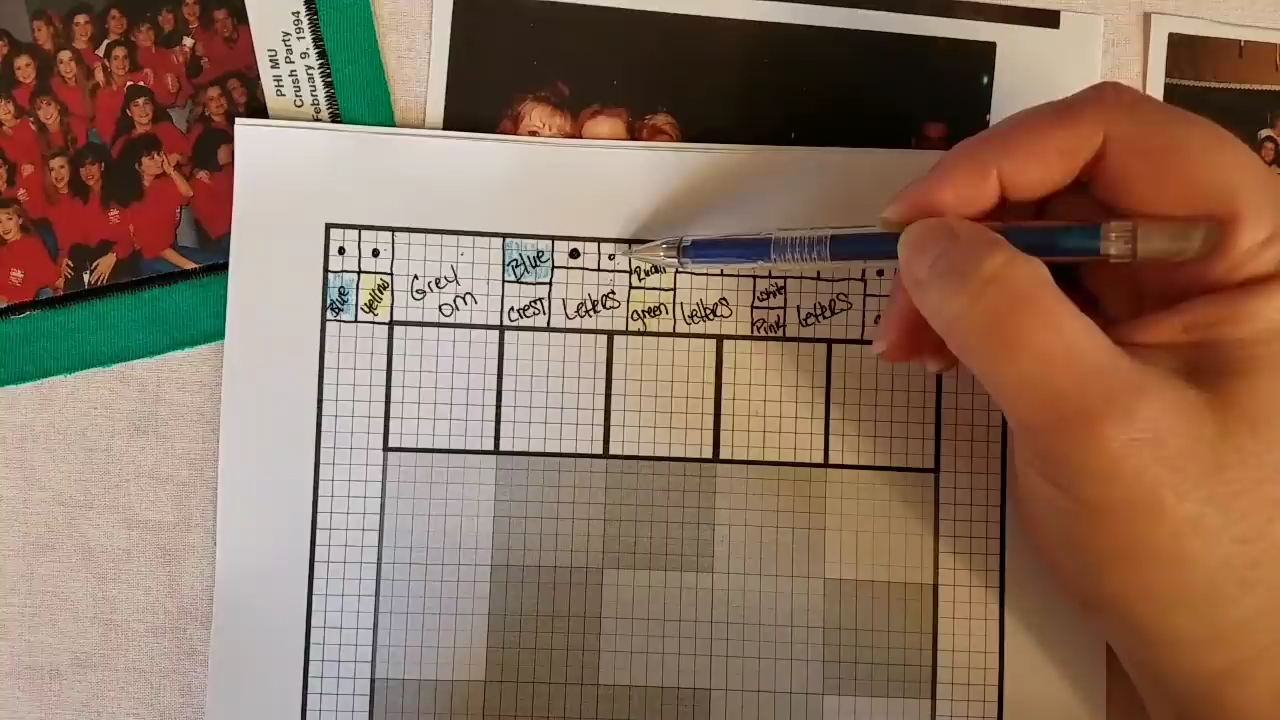 PHI MU
Crush Party
February 9, 1994
Blue
Blue
yellow
Grey
om
crest
Letters
green
Letters
white
Pink
Letters